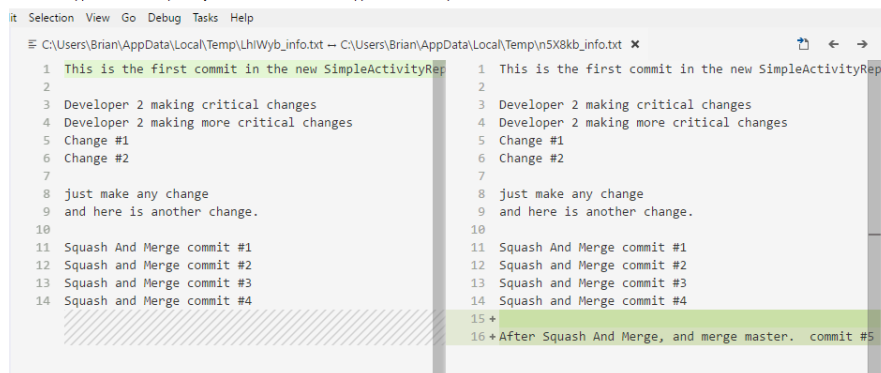 it Selection View Go Debug Tasks Help
C:\Users\Brian\AppData\Local\Temp\LhIWyb_info.txt ↔ C:\Users\Brian\AppData\Local\Temp\n5X8kb_info.txt
1 This is the first commit in the new SimpleActivityRep
2
3 Developer 2 making critical changes
4 Developer 2 making more critical changes
5 Change #1
6 Change #2
7
8 just make any change
9 and here is another change.
10
11 Squash And Merge commit #1
12 Squash and Merge commit #2
13 Squash and Merge commit #3
14 Squash and Merge commit #4
1 This is the first commit in the new SimpleActivityRep
2
3 Developer 2 making critical changes
4 Developer 2 making more critical changes
5 Change #1
6 Change #2
7
8 just make any change
9 and here is another change.
10
11 Squash And Merge commit #1
12 Squash and Merge commit #2
13 Squash and Merge commit #3
14 Squash and Merge commit #4
15 +
16 + After Squash And Merge, and merge master.  commit #5